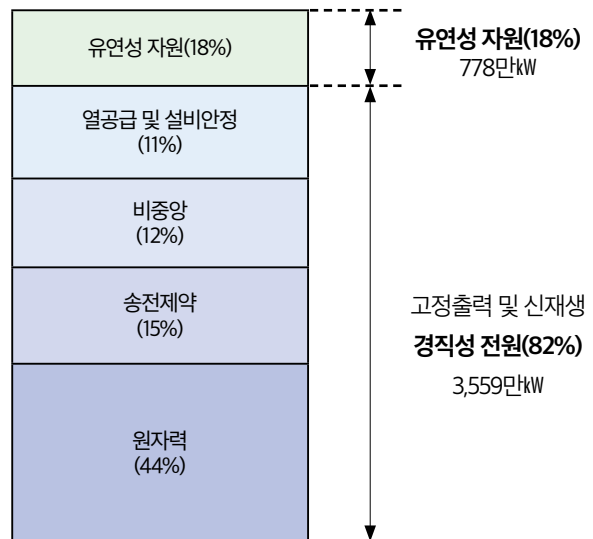 유연성 자원(18%)
열공급 및 설비안정
(11%)
비중앙
(12%)
송전제약
(15%)
원자력
(44%)
유연성 자원(18%)
778만㎾
고정출력 및 신재생
경직성 전원(82%)
3,559만㎾